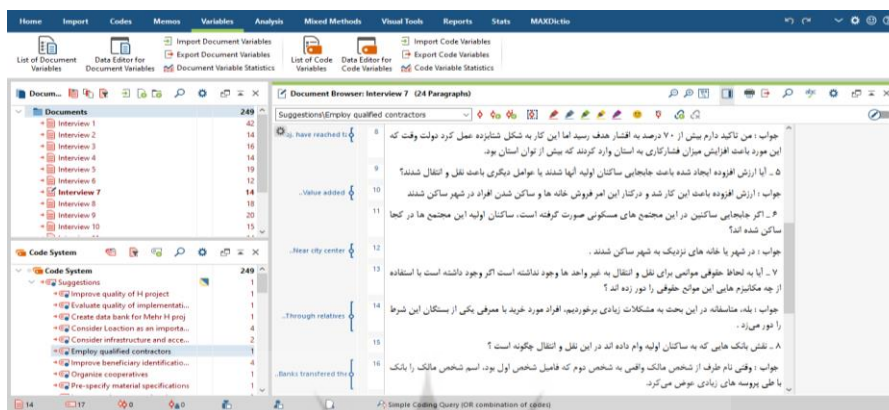 Home Import Codes Memos Variables Analysis Mixed Methods Visual Tools Reports Stats MAXDictio
List of Document Variables
Data Editor for Document Variables
Import Document Variables
Export Document Variables
Document Variable Statistics
List of Code Variables
Data Editor for Code Variables
Import Code Variables
Export Code Variables
Code Variable Statistics
Docum...
Documents 249
Interview 1 42
Interview 2 14
Interview 3 16
Interview 4 14
Interview 5 19
Interview 6 12
Interview 7 14
Interview 8 18
Interview 9 20
Interview 10 15
Code System
Code System 249
Suggestions 1
Improve quality of H project 1
Evaluate quality of implementati... 1
Create data bank for Mehr H proj 1
Consider Loaction as an importa... 4
Consider infrastructure and acce... 2
Employ qualified contractors 1
Improve beneficiary identificatio... 4
Organize cooperatives 1
Pre-specify material specifications 1
Document Browser: Interview 7 (24 Paragraphs)
Suggestions\Employ qualified contractors
have reached t
8 جواب : من تاکید دارم بیش از ۷۰ درصد به اقشار هدف رسید اما این کار به شکل شتابزده عمل کرد دولت وقت که
این مورد باعث افزایش میزان فشارکاری به استان وارد کردند که بیش از توان استان بود.
9 ۵ ـ آیا ارزش افزوده ایجاد شده باعث جابجایی ساکنان اولیه آنها شدند یا عوامل دیگری باعث نقل و انتقال شدند؟
..Value added
10 جواب : ارزش افزوده باعث این کار شد و درکنار این امر فروش خانه ها و ساکن شدن افراد در شهر ساکن شدند
11 ۶ ـ اگر جابجایی ساکنین در این مجتمع های مسکونی صورت گرفته است، ساکنان اولیه این مجتمع ها در کجا
ساکن شده اند؟
..Near city center
12 جواب : در شهر یا خانه های نزدیک به شهر ساکن شدند .
13 ۷ ـ آیا به لحاظ حقوقی موانعی برای نقل و انتقال به غیر واحد ها وجود نداشته است اگر وجود داشته است با استفاده
از چه مکانیزم هایی این موانع حقوقی را دور زده اند ؟
..Through relatives
14 جواب : بله، متاسفانه در این بحث به مشکلات زیادی برخوردیم، افراد مورد خرید با معرفی یکی از بستگان این شرط
را دور می‌زد .
15 ۸ ـ نقش بانک هایی که به ساکنان اولیه وام داده اند در این نقل و انتقال چگونه است ؟
..Banks transfered the
16 جواب : وقتی نام طرف از شخص مالک واقعی به شخص دوم که فامیل شخص اول بود، اسم شخص مالک را بانک
با طی پروسه های زیادی عوض می‌کرد.
14 17 0 0 Simple Coding Query (OR combination of codes)